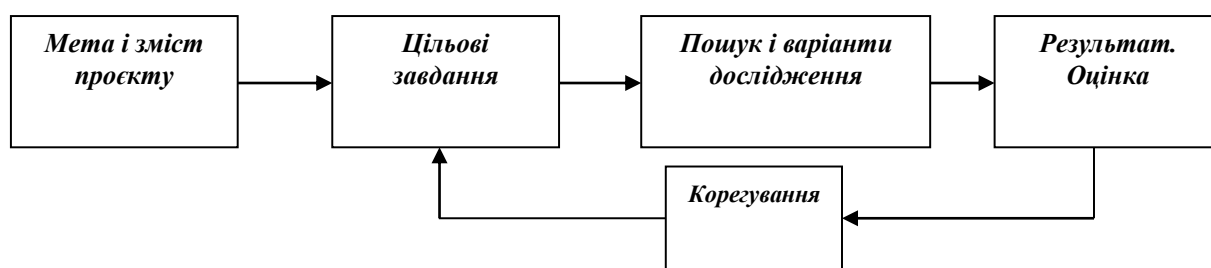 Мета і зміст
проєкту
Цільові
завдання
Пошук і варіанти
дослідження
Результат.
Оцінка
Корегування